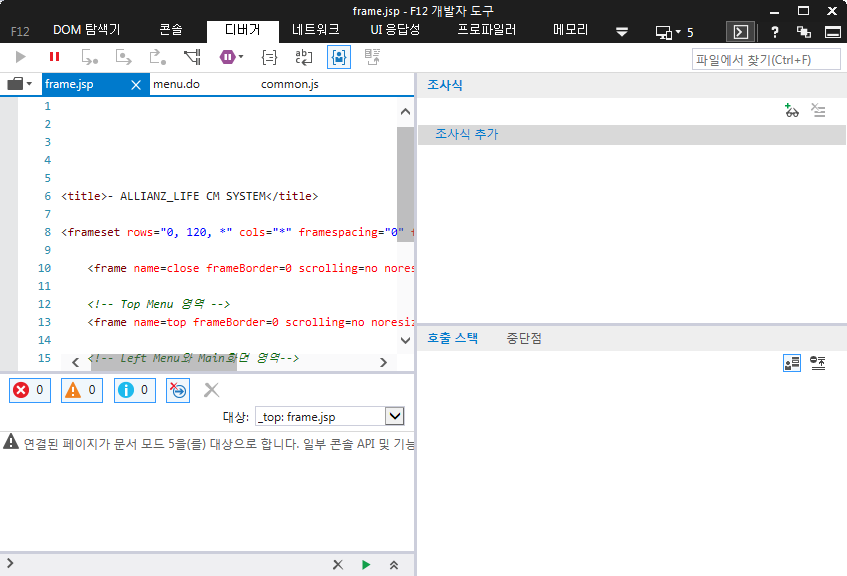 frame.jsp - F12 개발자 도구
F12 DOM 탐색기 콘솔 디버거 네트워크 UI 응답성 프로파일러 메모리 5 ?
파일에서 찾기(Ctrl+F)
frame.jsp menu.do common.js
조사식
조사식 추가
1
2
3
4
5
6 <title>- ALLIANZ_LIFE CM SYSTEM</title>
7
8 <frameset rows="0, 120, *" cols="*" framespacing="0"
9
10 <frame name=close frameBorder=0 scrolling=no nores
11
12 <!-- Top Menu 영역 -->
13 <frame name=top frameBorder=0 scrolling=no noresi
14
15 <!-- Left Menu와 Main화면 영역-->
호출 스택 중단점
0 0 0
대상: _top: frame.jsp
연결된 페이지가 문서 모드 5을(를) 대상으로 합니다. 일부 콘솔 API 및 기능